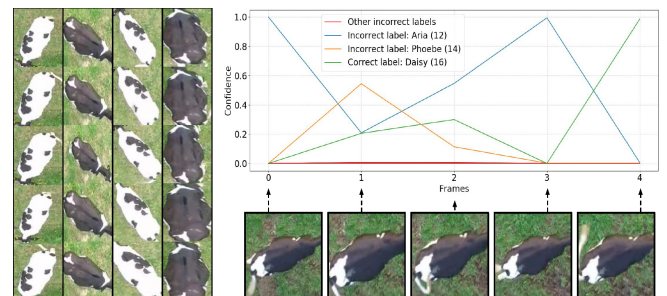 Other incorrect labels
Incorrect label: Aria (12)
Incorrect label: Phoebe (14)
Correct label: Daisy (16)
Confidence
1.0
0.8
0.6
0.4
0.2
0.0
0 1 2 3 4
Frames